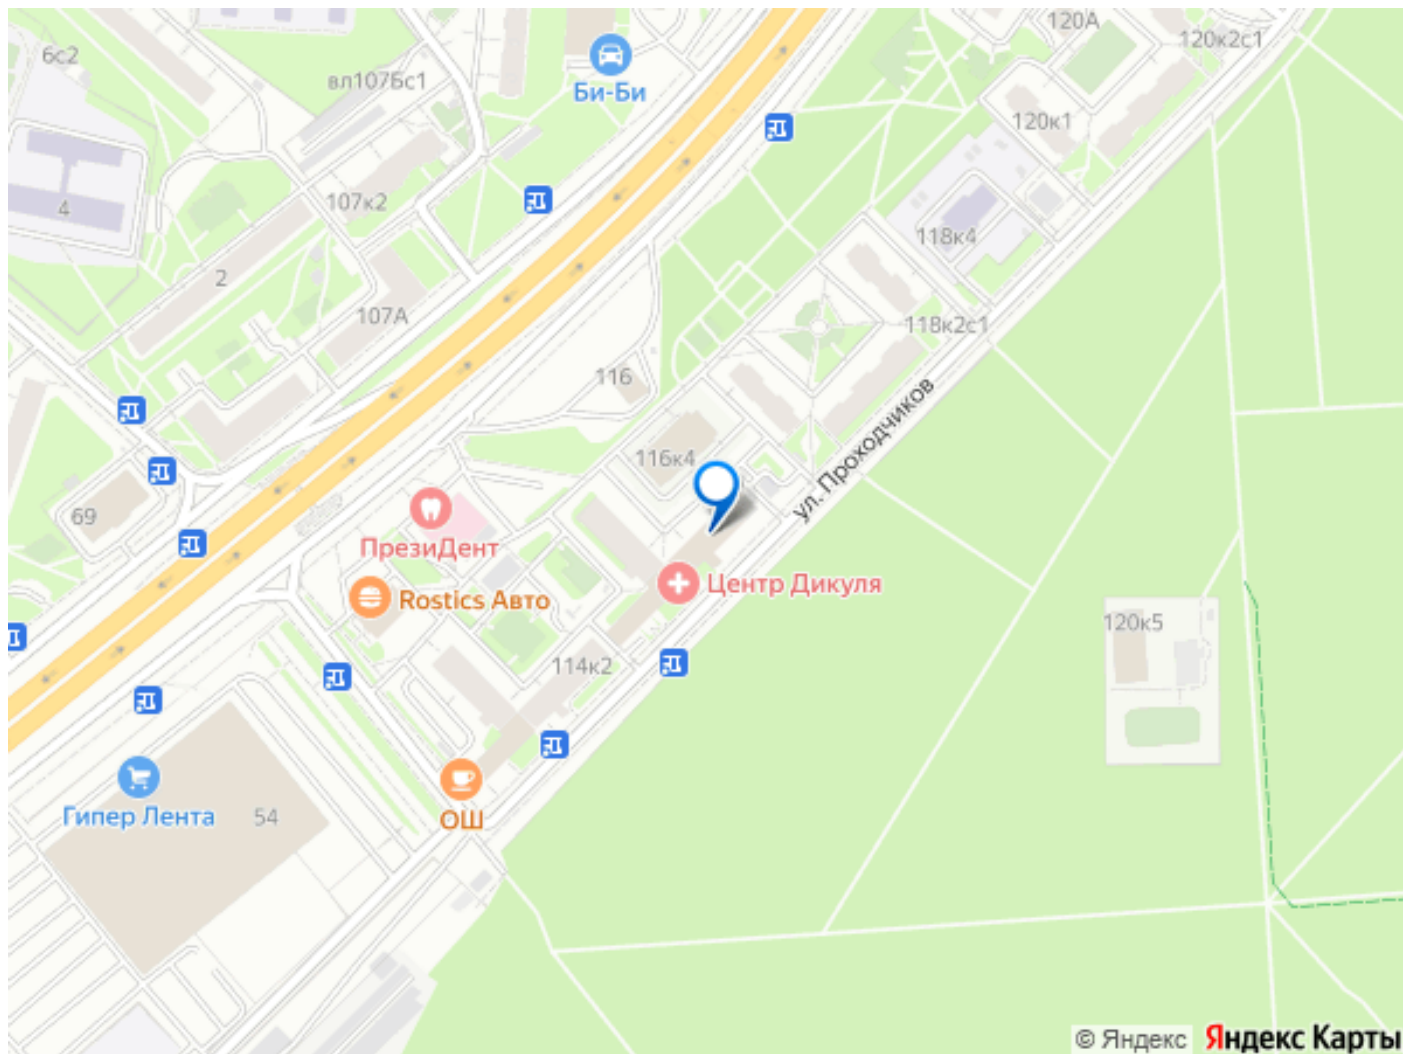 120А
6с2
120к2с1
вл107Бс1
Би-Би
120к1
107к2
4
118к4
2
107А
118к2с1
116
ул. Проходчиков
116к4
69
ПрезиДент
Центр Дикуля
Rostics Авто
120к5
114к2
Гипер Лента
54
ОШ
© Яндекс
Яндекс Карты